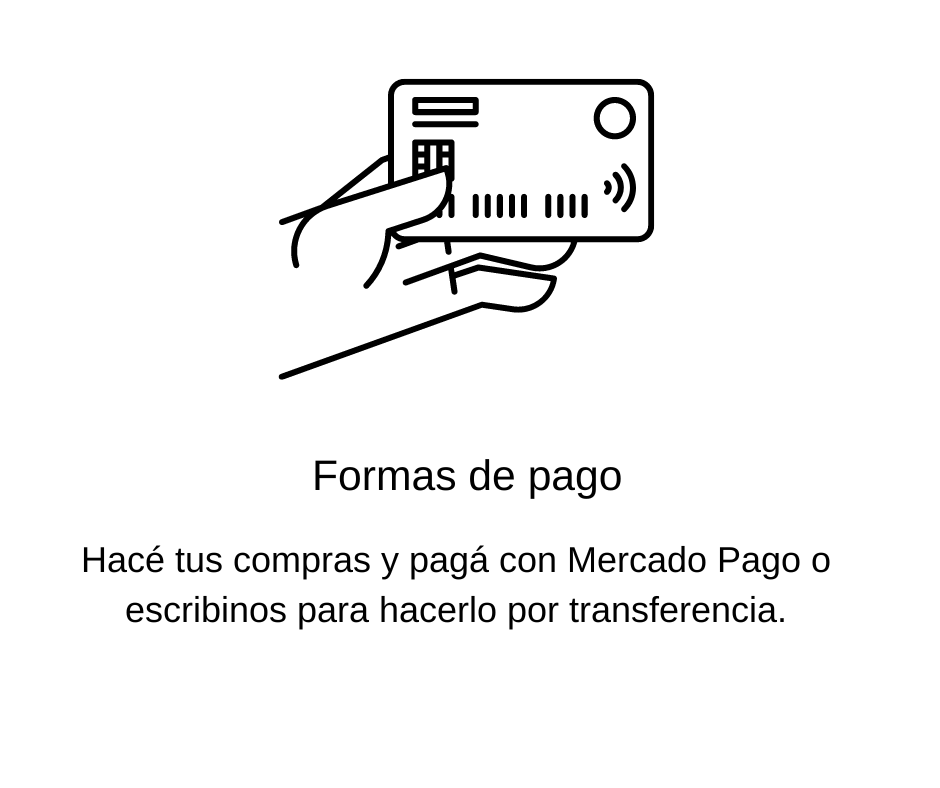 Formas de pago
Hacé tus compras y pagá con Mercado Pago o
escribinos para hacerlo por transferencia.